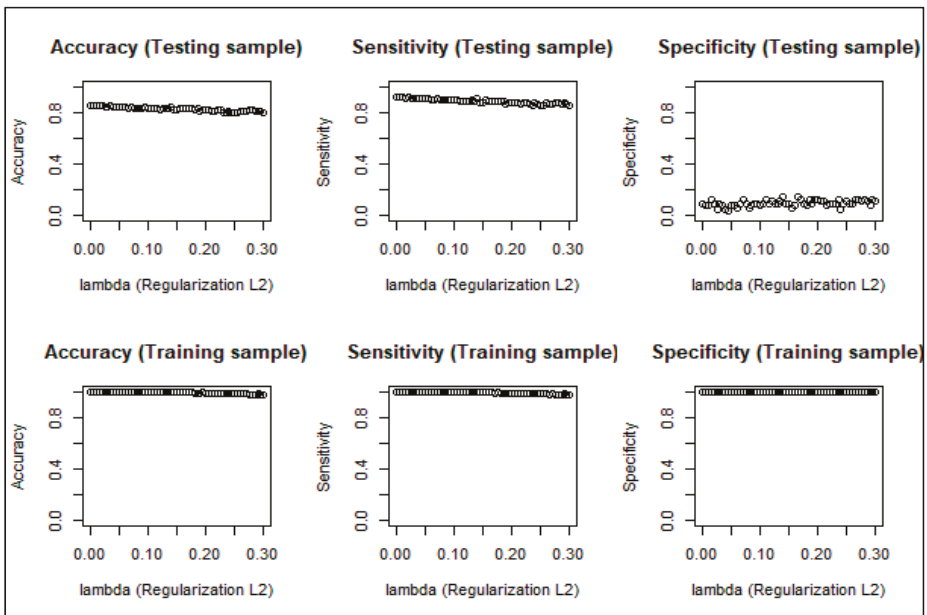 Accuracy (Testing sample)
Accuracy
0.0 0.4 0.8
0.00 0.10 0.20 0.30
lambda (Regularization L2)
Sensitivity (Testing sample)
Sensitivity
0.0 0.4 0.8
0.00 0.10 0.20 0.30
lambda (Regularization L2)
Specificity (Testing sample)
Specificity
0.0 0.4 0.8
0.00 0.10 0.20 0.30
lambda (Regularization L2)
Accuracy (Training sample)
Accuracy
0.0 0.4 0.8
0.00 0.10 0.20 0.30
lambda (Regularization L2)
Sensitivity (Training sample)
Sensitivity
0.0 0.4 0.8
0.00 0.10 0.20 0.30
lambda (Regularization L2)
Specificity (Training sample)
Specificity
0.0 0.4 0.8
0.00 0.10 0.20 0.30
lambda (Regularization L2)